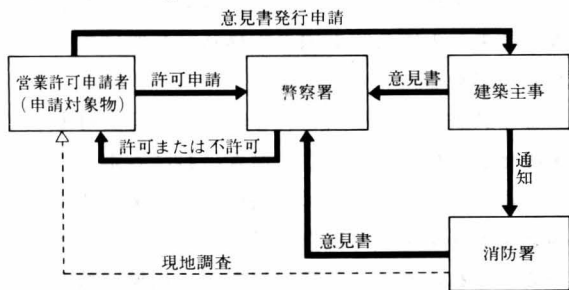 意見書発行申請
営業許可申請者
（申請対象物）
許可申請
警察署
意見書
建築主事
許可または不許可
通知
意見書
消防署
現地調査